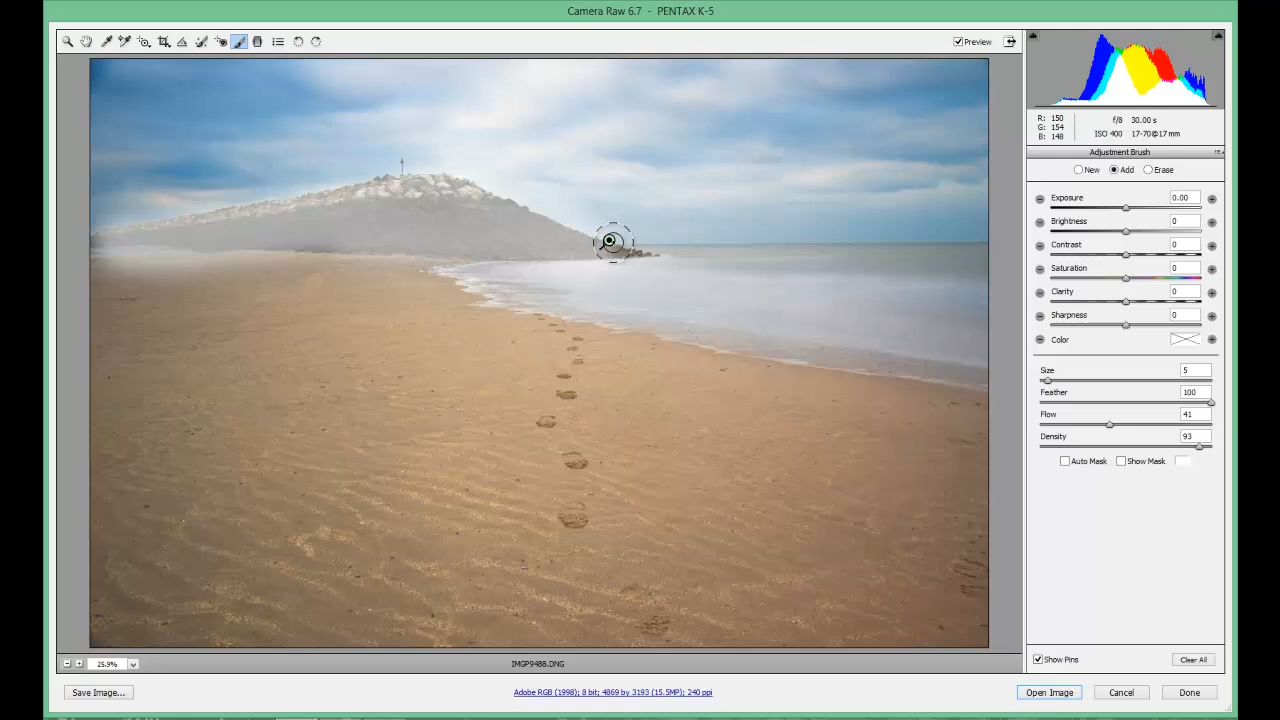 Camera Raw 6.7 - PENTAX K-5
Preview
R: 150
G: 154
B: 148
f/8 30.00 s
ISO 400 17-70@17 mm
Adjustment Brush
New Add Erase
Exposure 0.00
Brightness 0
Contrast 0
Saturation 0
Clarity 0
Sharpness 0
Color
Size 5
Feather 100
Flow 41
Density 93
Auto Mask Show Mask
25.9% IMGP9488.DNG Show Pins Clear All
Save Image... Adobe RGB (1998); 8 bit; 4869 by 3193 (15.5MP); 240 ppi Open Image Cancel Done